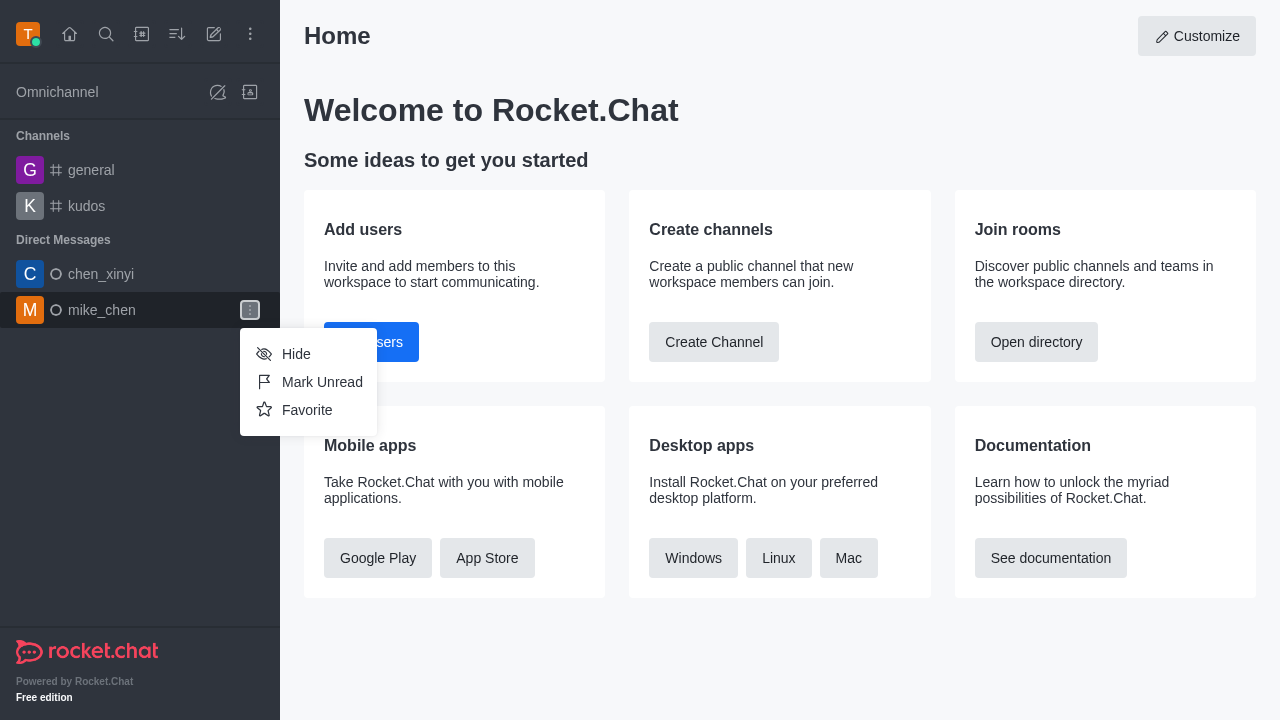 T
Home
Customize
Omnichannel
Welcome to Rocket.Chat
Channels
Some ideas to get you started
G general
K kudos
Direct Messages
C chen_xinyi
M mike_chen
Hide
Mark Unread
Favorite
Add users
Invite and add members to this
workspace to start communicating.
sers
Create channels
Create a public channel that new
workspace members can join.
Create Channel
Join rooms
Discover public channels and teams in
the workspace directory.
Open directory
Mobile apps
Take Rocket.Chat with you with mobile
applications.
Google Play App Store
Desktop apps
Install Rocket.Chat on your preferred
desktop platform.
Windows Linux Mac
Documentation
Learn how to unlock the myriad
possibilities of Rocket.Chat.
See documentation
rocket.chat
Powered by Rocket.Chat
Free edition